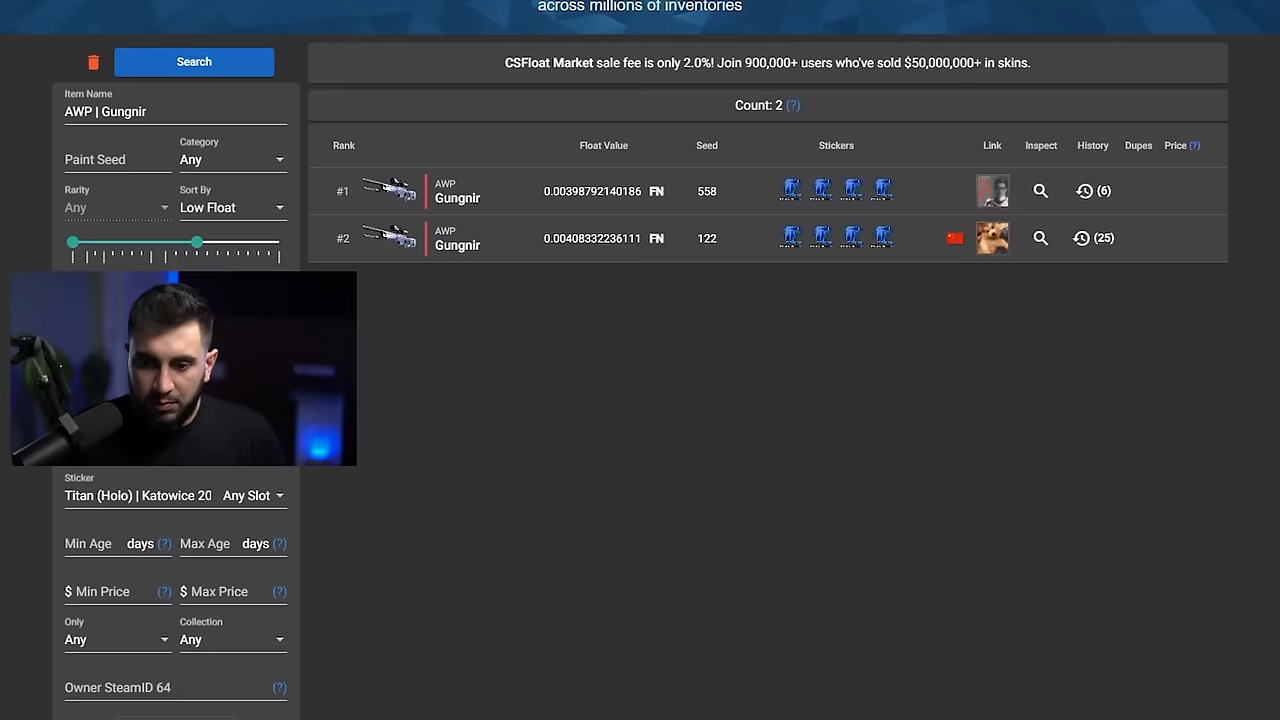 across millions of inventories
Search
CSFloat Market sale fee is only 2.0%! Join 900,000+ users who've sold $50,000,000+ in skins.
Item Name
AWP | Gungnir
Count: 2 (?)
Paint Seed
Category
Any
Rank Float Value Seed Stickers Link Inspect History Dupes Price (?)
Rarity
Any
Sort By
Low Float
#1 AWP Gungnir 0.00398792140186 FN 558 (6)
#2 AWP Gungnir 0.00408332236111 FN 122 (25)
Sticker
Titan (Holo) | Katowice 20 Any Slot
Min Age days (?) Max Age days (?)
$ Min Price (?) $ Max Price (?)
Only
Any
Collection
Any
Owner SteamID 64 (?)